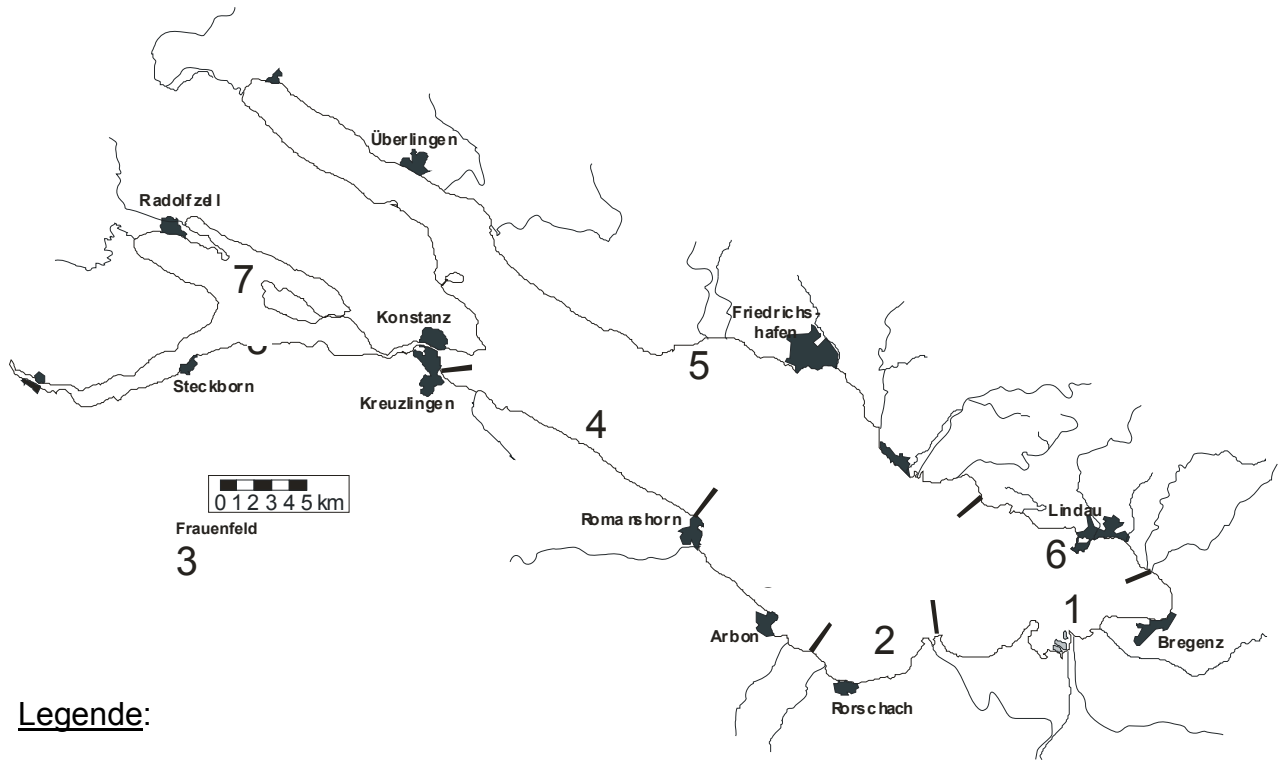 Überlingen
Radolfzell
7
Konstanz
Friedrichs-
hafen
5
Steckborn
Kreuzlingen
4
0 1 2 3 4 5 km
Frauenfeld
3
Romanshorn
Lindau
6
1
Arbon
2
Bregenz
Rorschach
Legende: